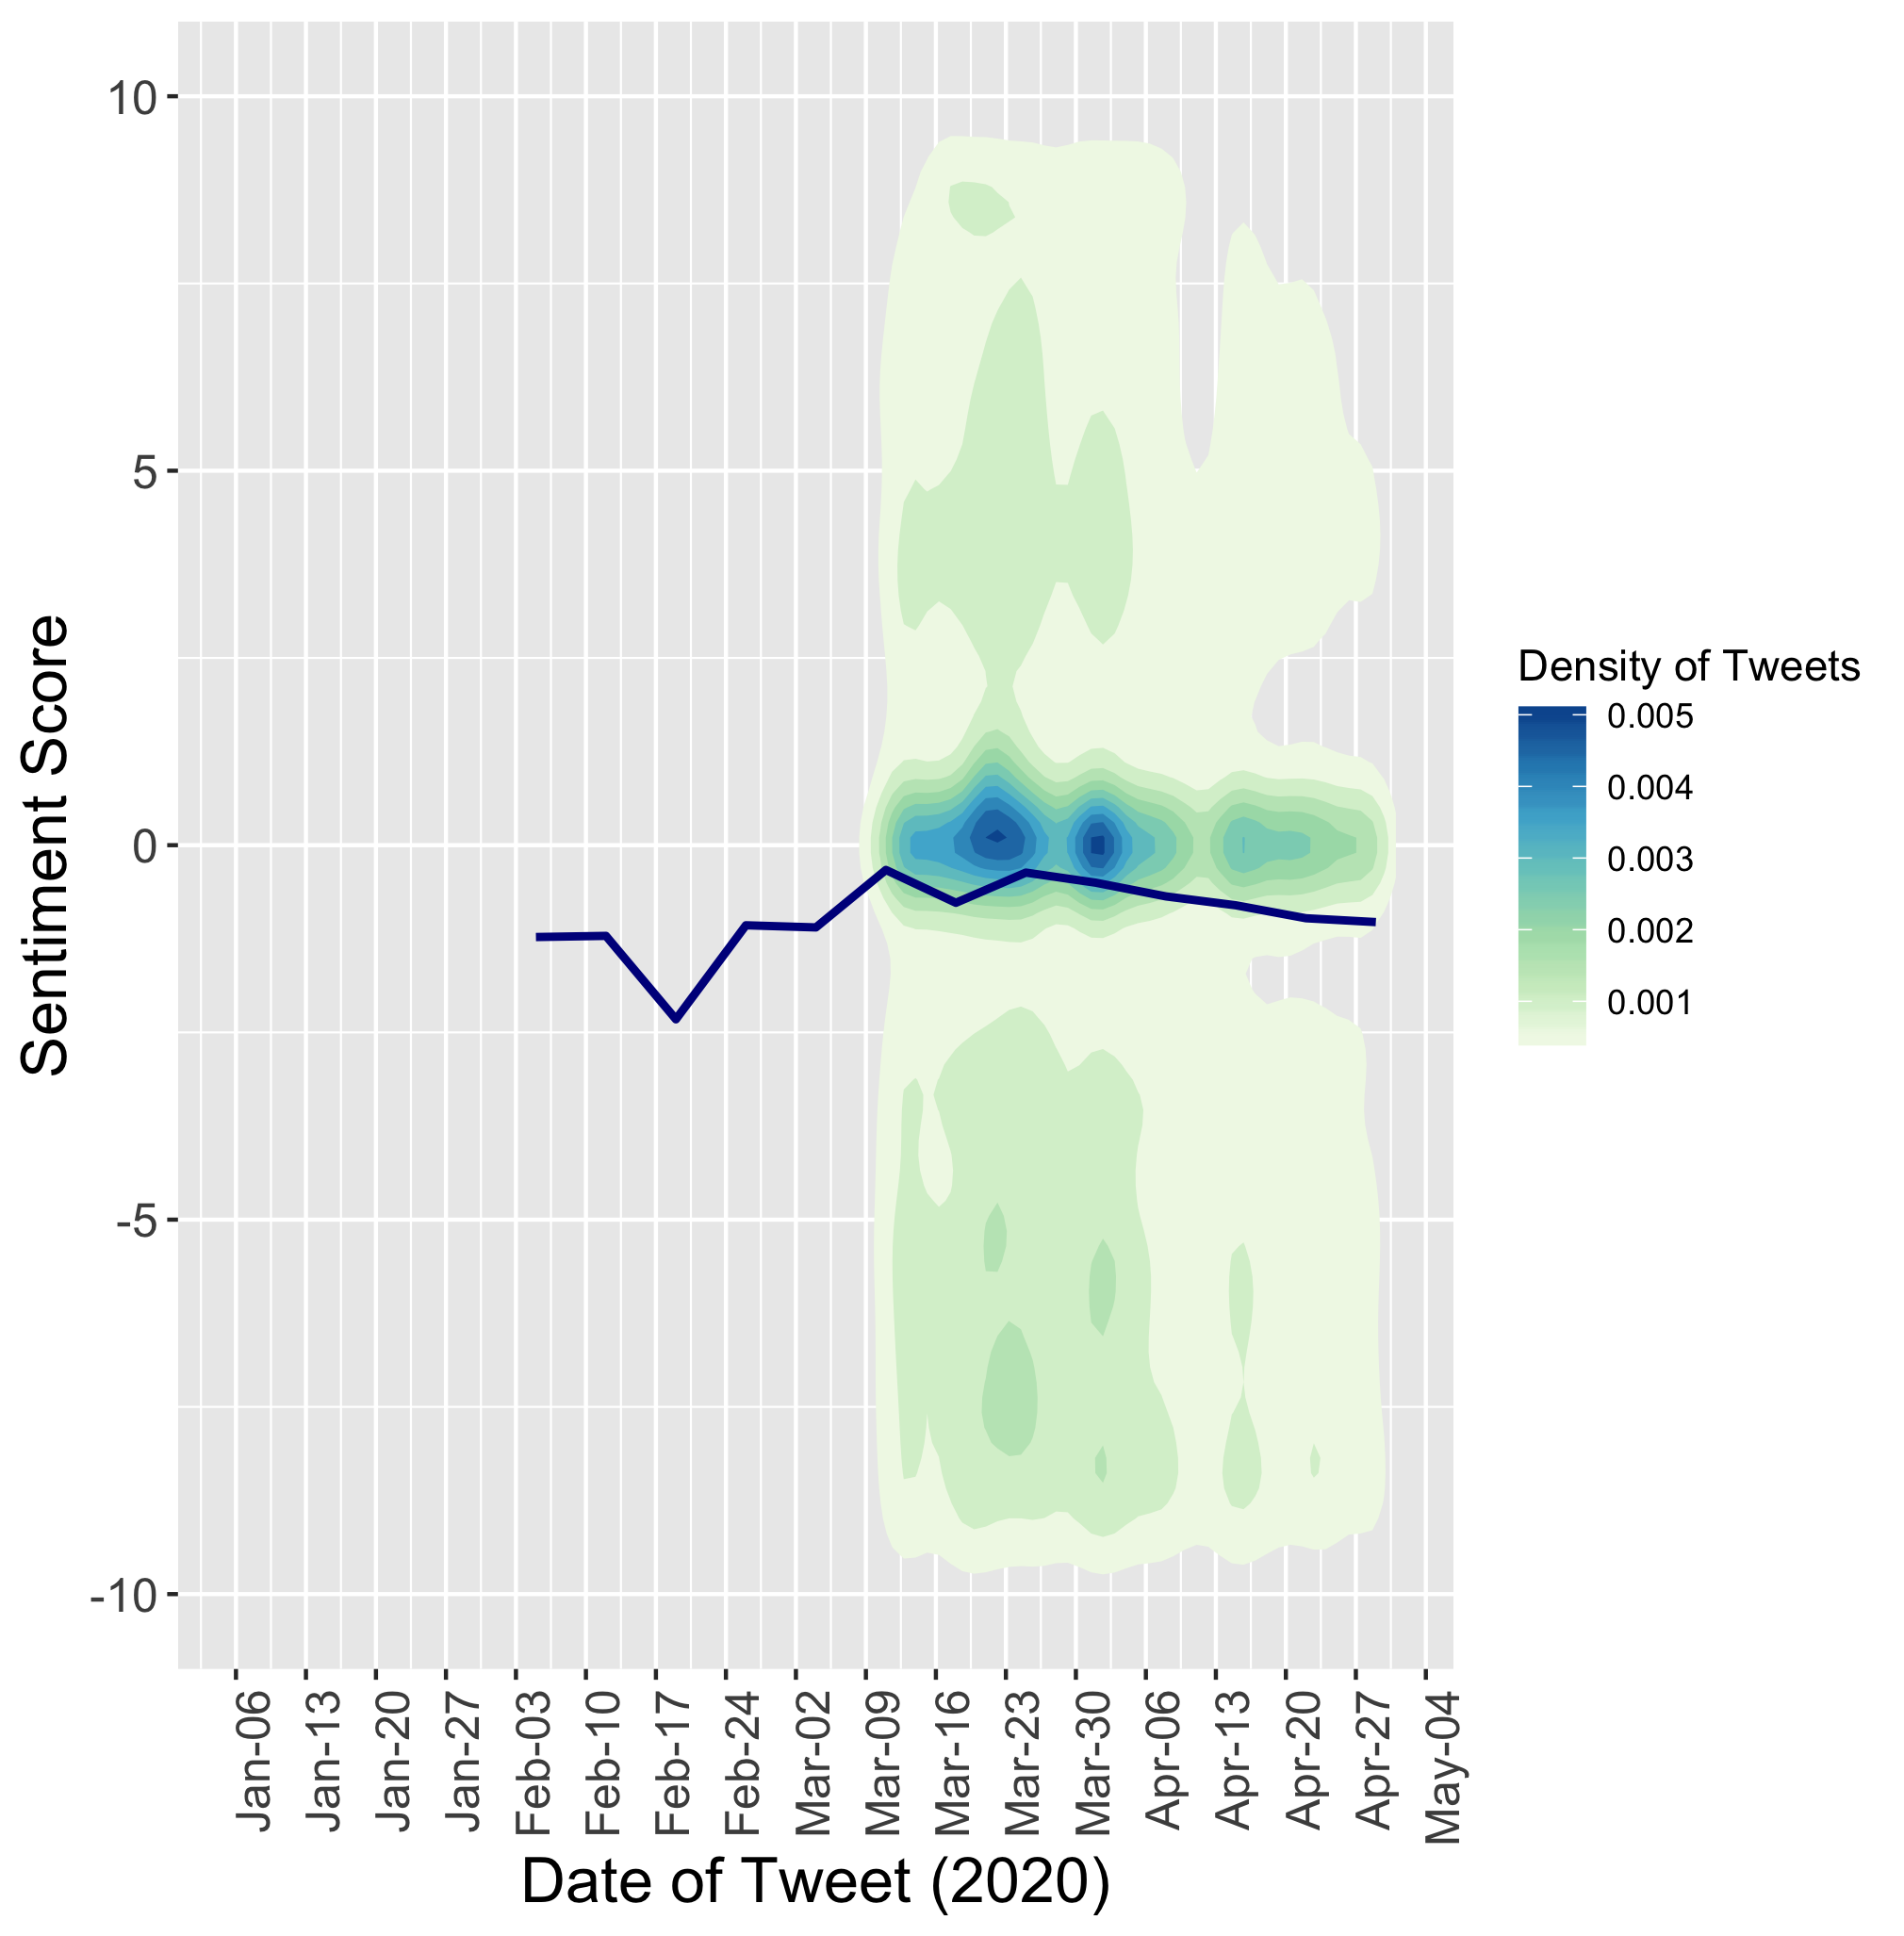 10
5
0
-5
-10
Sentiment Score
Jan-06
Jan-13
Jan-20
Jan-27
Feb-03
Feb-10
Feb-17
Feb-24
Mar-02
Mar-09
Mar-16
Mar-23
Mar-30
Apr-06
Apr-13
Apr-20
Apr-27
May-04
Date of Tweet (2020)
Density of Tweets
0.005
0.004
0.003
0.002
0.001